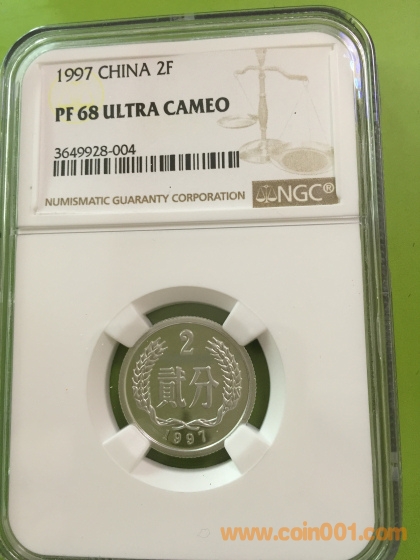 1997 CHINA 2F
PF 68 ULTRA CAMEO
3649928-004
NUMISMATIC GUARANTY CORPORATION
NGC®
2
貳分
1997
www.coin001.com